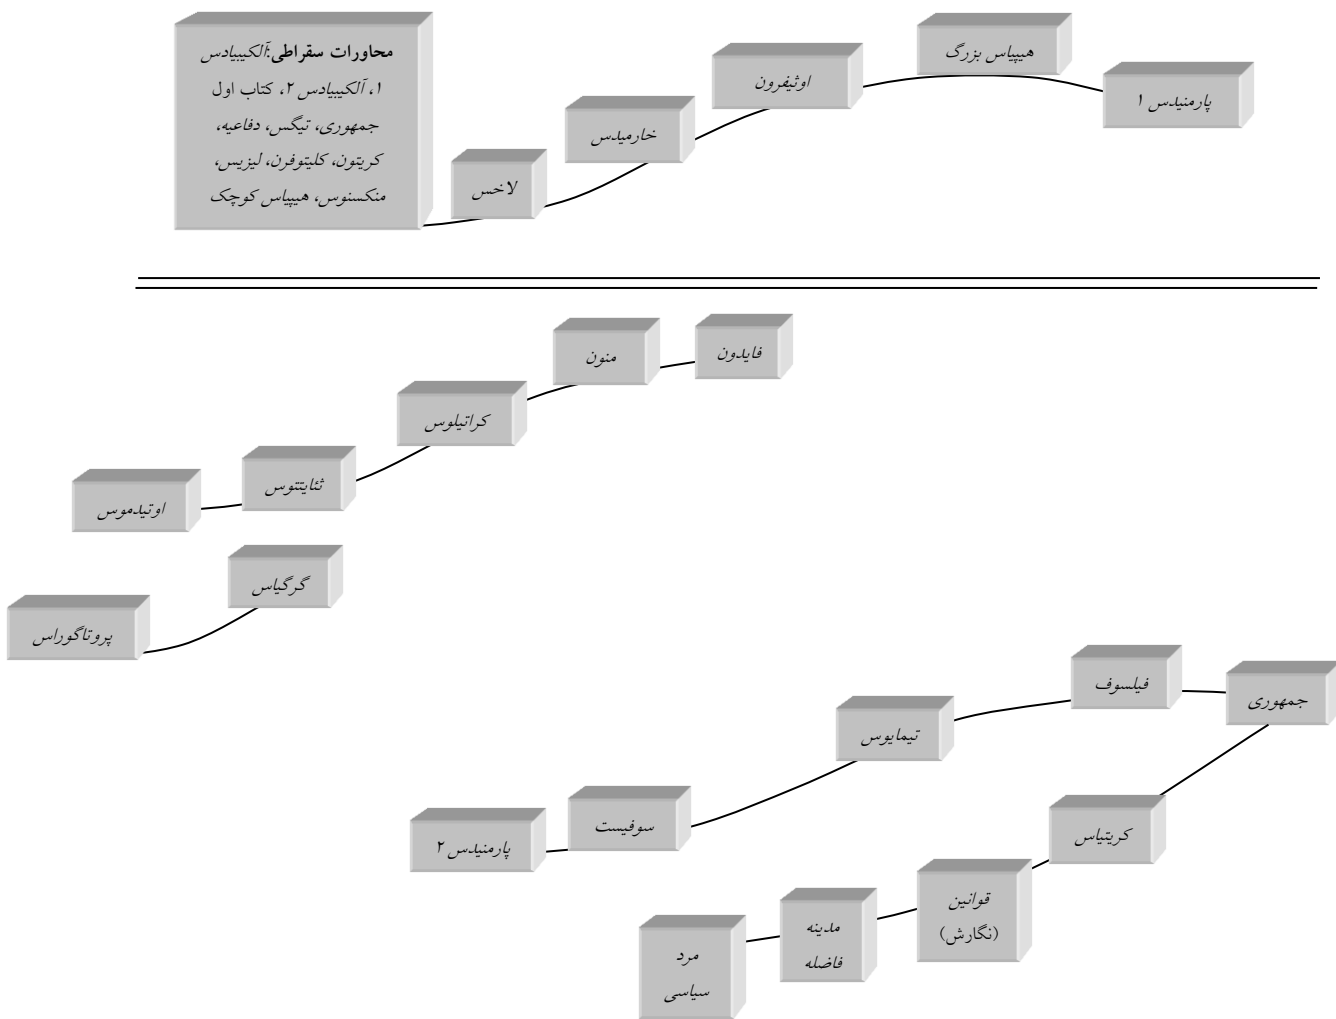 محاورات سقراطی:آلکیبیادس
۱، آلکیبیادس ۲، کتاب اول
جمهوری، تیگس، دفاعیه،
کریتون، کلیتوفرن، لیزیس،
منکسنوس، هیپیاس کوچک
لاخس
خارمیدس
اوثیفرون
هیپیاس بزرگ
پارمنیدس ۱
فایدون
منون
کراتیلوس
ثئایتتوس
اوتیدموس
گرگیاس
پروتاگوراس
جمهوری
فیلسوف
تیمایوس
سوفیست
پارمنیدس ۲
کریتیاس
قوانین
(نگارش)
مدینه
فاضله
مرد
سیاسی